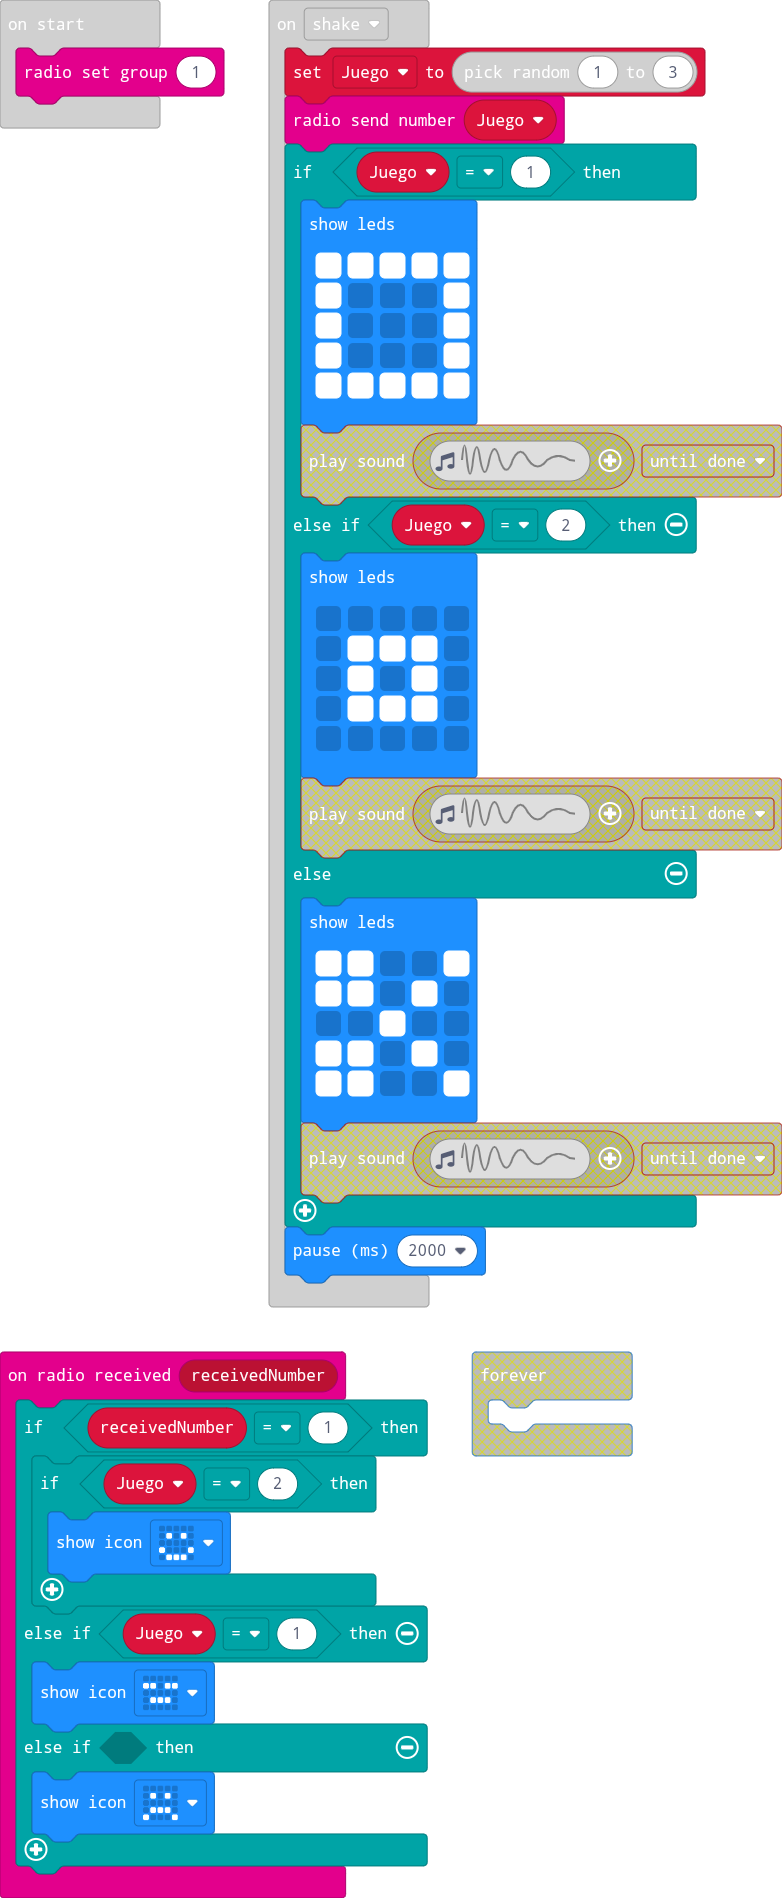 on start
radio set group 1
on shake
set Juego to pick random 1 to 3
radio send number Juego
if Juego = 1 then
show leds
play sound until done
else if Juego = 2 then
show leds
play sound until done
else
show leds
play sound until done
pause (ms) 2000
on radio received receivedNumber
if receivedNumber = 1 then
if Juego = 2 then
show icon
else if Juego = 1 then
show icon
else if then
show icon
forever